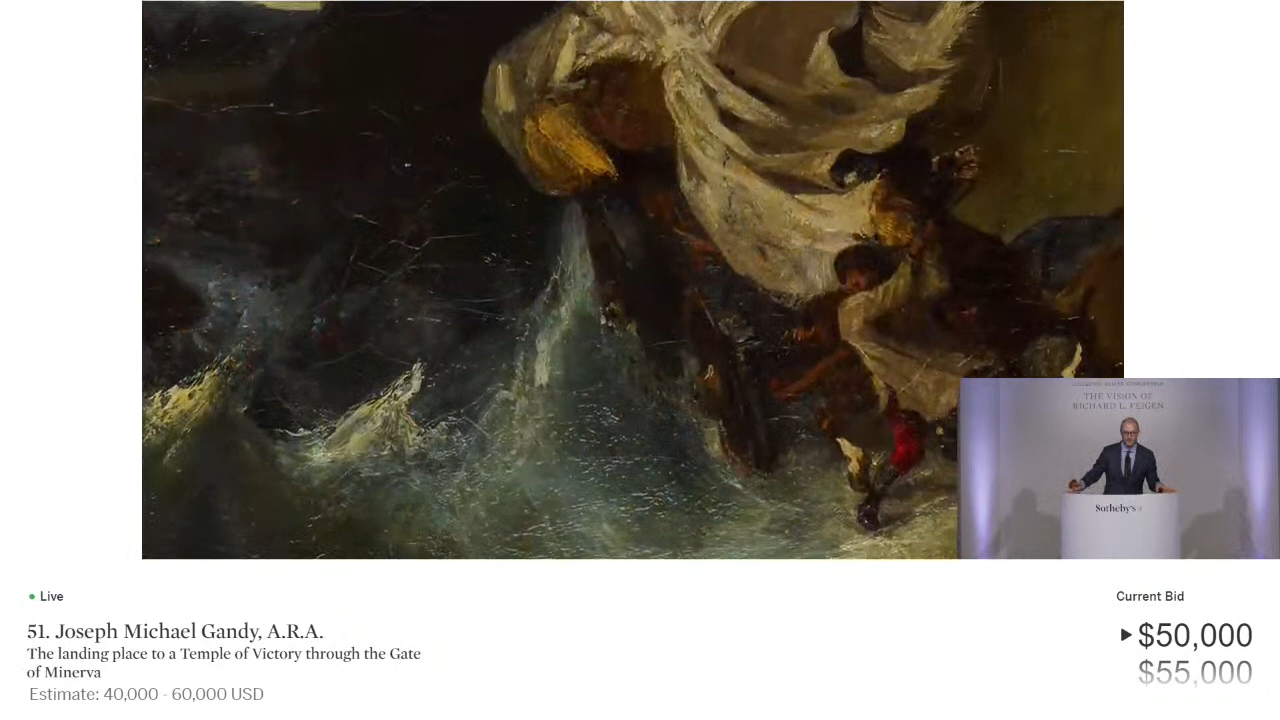 THE VISION OF
RICHARD L. FEIGEN
Sotheby's
Live
Current Bid
51. Joseph Michael Gandy, A.R.A.
$50,000
The landing place to a Temple of Victory through the Gate
of Minerva
$55,000
Estimate: 40,000 - 60,000 USD